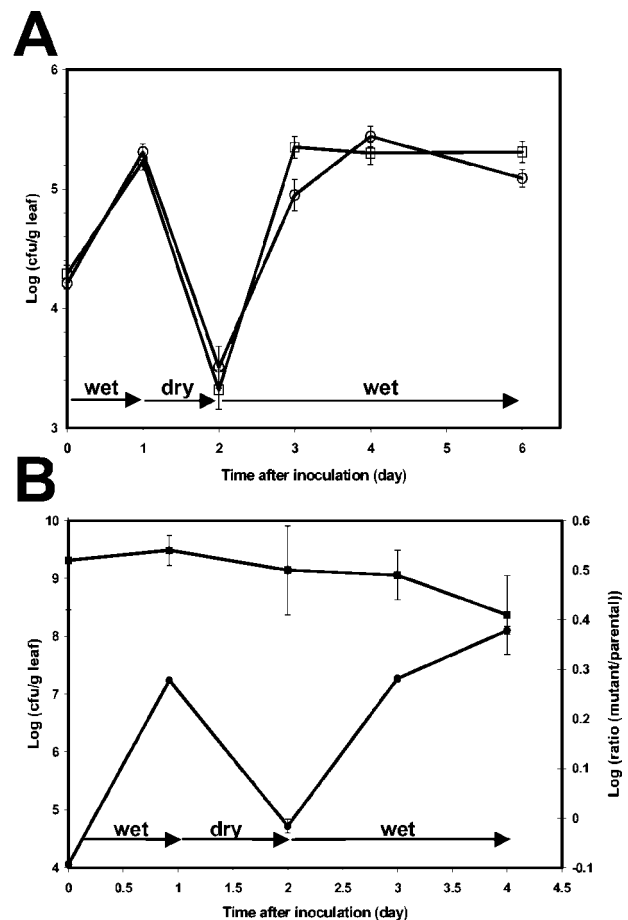 A
6
5
4
3
Log (cfu/g leaf)
wet dry wet
0 1 2 3 4 5 6
Time after inoculation (day)
B
10 0.6
9 0.5
8 0.4
7 0.3
0.2
6 0.1
5 0
4 -0.1
Log (cfu/g leaf)
Log (ratio (mutant/parental))
wet dry wet
0 0.5 1 1.5 2 2.5 3 3.5 4 4.5
Time after inoculation (day)